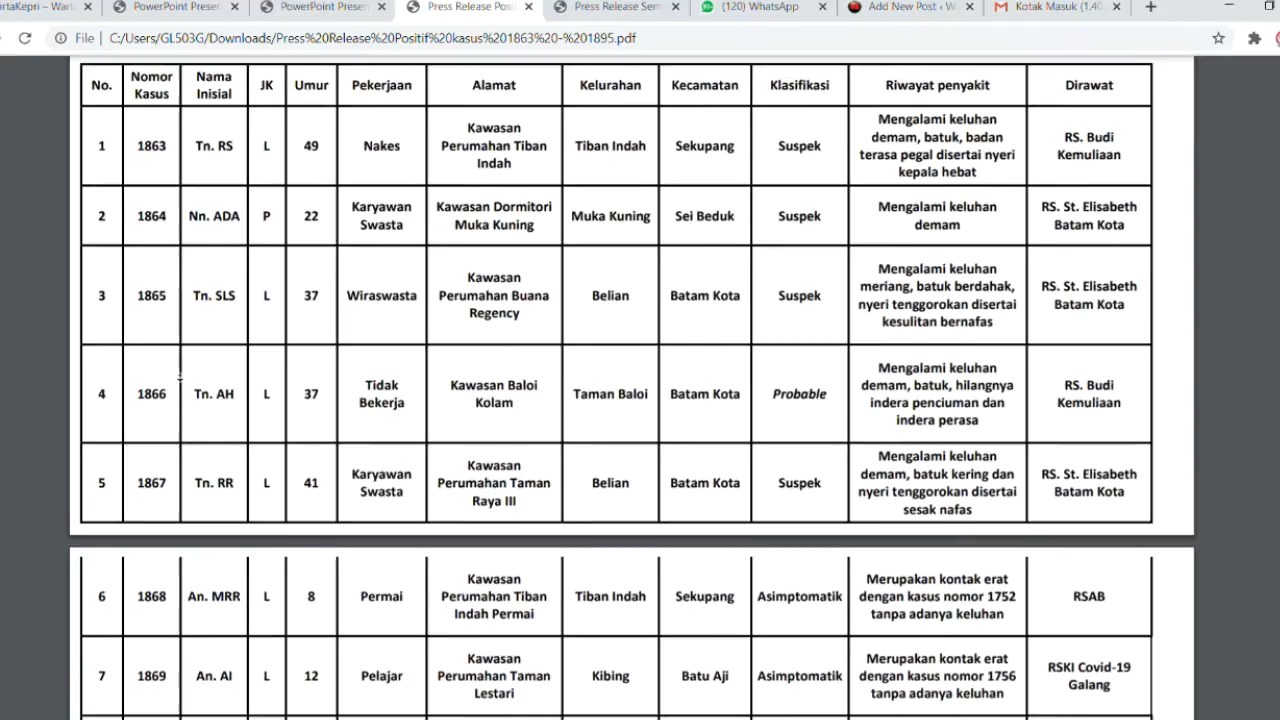 artaKepri – Wart
PowerPoint Presen
PowerPoint Presen
Press Release Posi
Press Release Sem
(120) WhatsApp
Add New Post ‹ W
Kotak Masuk (1.40
File | C:/Users/GL503G/Downloads/Press%20Release%20Positif%20kasus%201863%20-%201895.pdf
No. Nomor Kasus Nama Inisial JK Umur Pekerjaan Alamat Kelurahan Kecamatan Klasifikasi Riwayat penyakit Dirawat
1 1863 Tn. RS L 49 Nakes
Kawasan
Perumahan Tiban
Indah
Tiban Indah Sekupang Suspek
Mengalami keluhan
demam, batuk, badan
terasa pegal disertai nyeri
kepala hebat
RS. Budi
Kemuliaan
2 1864 Nn. ADA P 22
Karyawan
Swasta
Kawasan Dormitori
Muka Kuning
Muka Kuning Sei Beduk Suspek
Mengalami keluhan
demam
RS. St. Elisabeth
Batam Kota
3 1865 Tn. SLS L 37 Wiraswasta
Kawasan
Perumahan Buana
Regency
Belian Batam Kota Suspek
Mengalami keluhan
meriang, batuk berdahak,
nyeri tenggorokan disertai
kesulitan bernafas
RS. St. Elisabeth
Batam Kota
4 1866 Tn. AH L 37
Tidak
Bekerja
Kawasan Baloi
Kolam
Taman Baloi Batam Kota Probable
Mengalami keluhan
demam, batuk, hilangnya
indera penciuman dan
indera perasa
RS. Budi
Kemuliaan
5 1867 Tn. RR L 41
Karyawan
Swasta
Kawasan
Perumahan Taman
Raya III
Belian Batam Kota Suspek
Mengalami keluhan
demam, batuk kering dan
nyeri tenggorokan disertai
sesak nafas
RS. St. Elisabeth
Batam Kota
6 1868 An. MRR L 8 Permai
Kawasan
Perumahan Tiban
Indah Permai
Tiban Indah Sekupang Asimptomatik
Merupakan kontak erat
dengan kasus nomor 1752
tanpa adanya keluhan
RSAB
7 1869 An. AI L 12 Pelajar
Kawasan
Perumahan Taman
Lestari
Kibing Batu Aji Asimptomatik
Merupakan kontak erat
dengan kasus nomor 1756
tanpa adanya keluhan
RSKI Covid-19
Galang